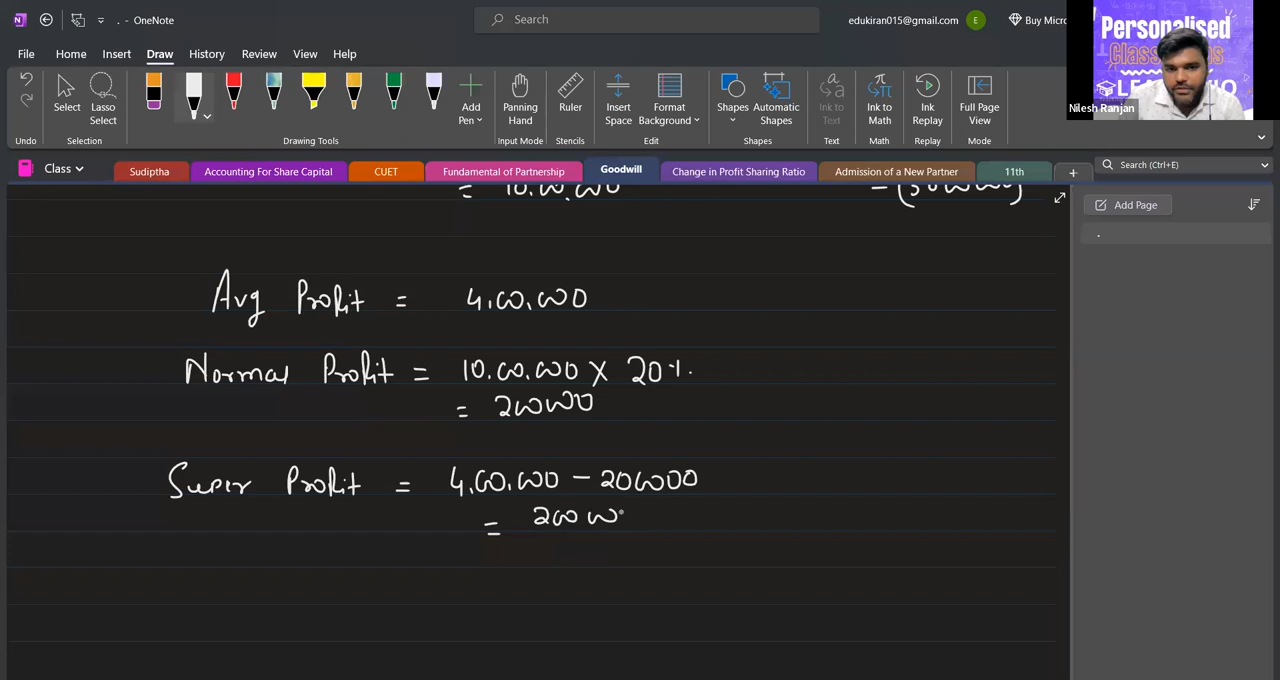 . - OneNote
Search
edukiran015@gmail.com
E
Buy Micro
File
Home
Insert
Draw
History
Review
View
Help
Undo
Select
Lasso Select
Selection
Drawing Tools
Add Pen
Panning Hand
Input Mode
Ruler
Stencils
Insert Space
Format Background
Edit
Shapes
Automatic Shapes
Shapes
Ink to Text
Ink to Math
Math
Ink Replay
Replay
Full Page View
Mode
Personalised
Nilesh Ranjan
Class
Sudiptha
Accounting For Share Capital
CUET
Fundamental of Partnership
Goodwill
Change in Profit Sharing Ratio
Admission of a New Partner
11th
+
Search (Ctrl+E)
Add Page
.
= 10,00,000
Avg Profit = 4,00,000
Normal Profit = 10,00,000 × 20%
= 200000
Super Profit = 4,00,000 - 200000
= 20000